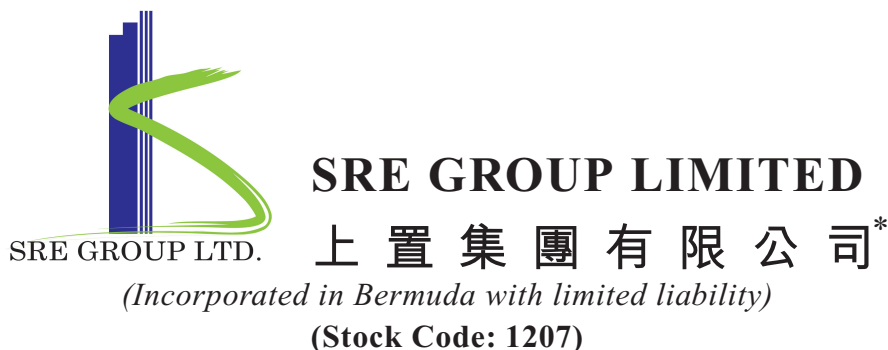 SRE GROUP LTD.
SRE GROUP LIMITED
上置集團有限公司*
(Incorporated in Bermuda with limited liability)
(Stock Code: 1207)